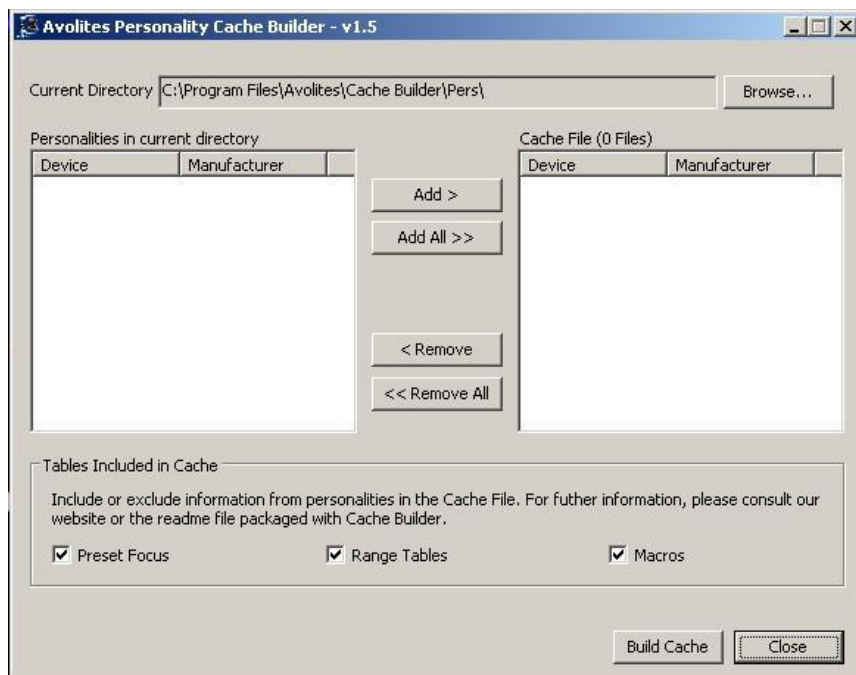 Avolites Personality Cache Builder - v1.5
Current Directory C:\Program Files\Avolites\Cache Builder\Pers\ Browse...
Personalities in current directory
Device Manufacturer
Add >
Add All >>
< Remove
<< Remove All
Cache File (0 Files)
Device Manufacturer
Tables Included in Cache
Include or exclude information from personalities in the Cache File. For futher information, please consult our
website or the readme file packaged with Cache Builder.
Preset Focus Range Tables Macros
Build Cache Close